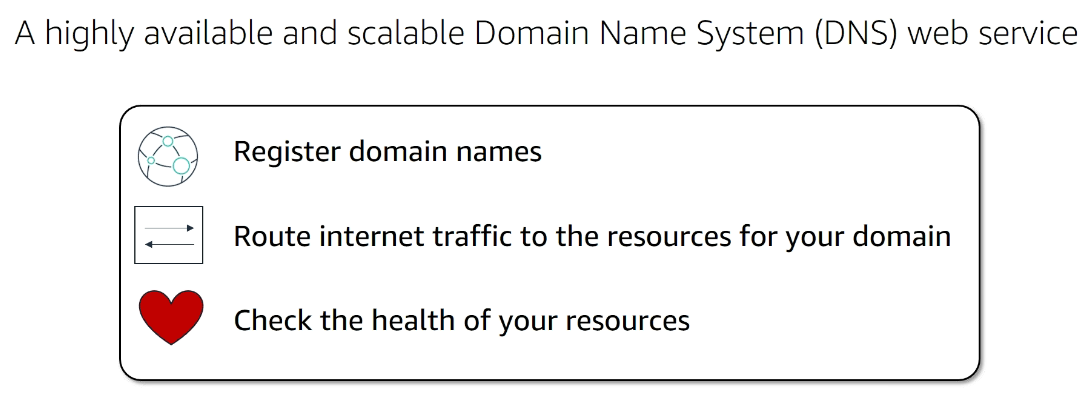 A highly available and scalable Domain Name System (DNS) web service
Register domain names
Route internet traffic to the resources for your domain
Check the health of your resources